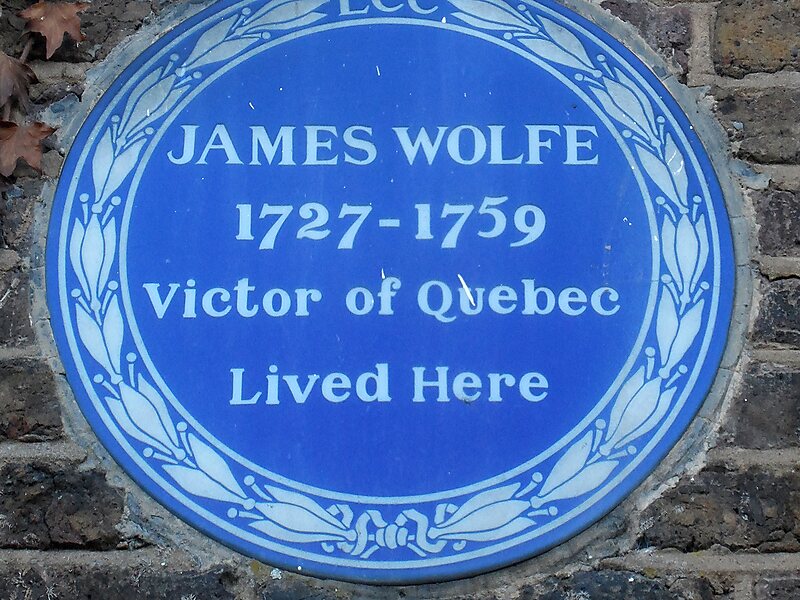 LCC
JAMES WOLFE
1727-1759
Victor of Quebec
Lived Here